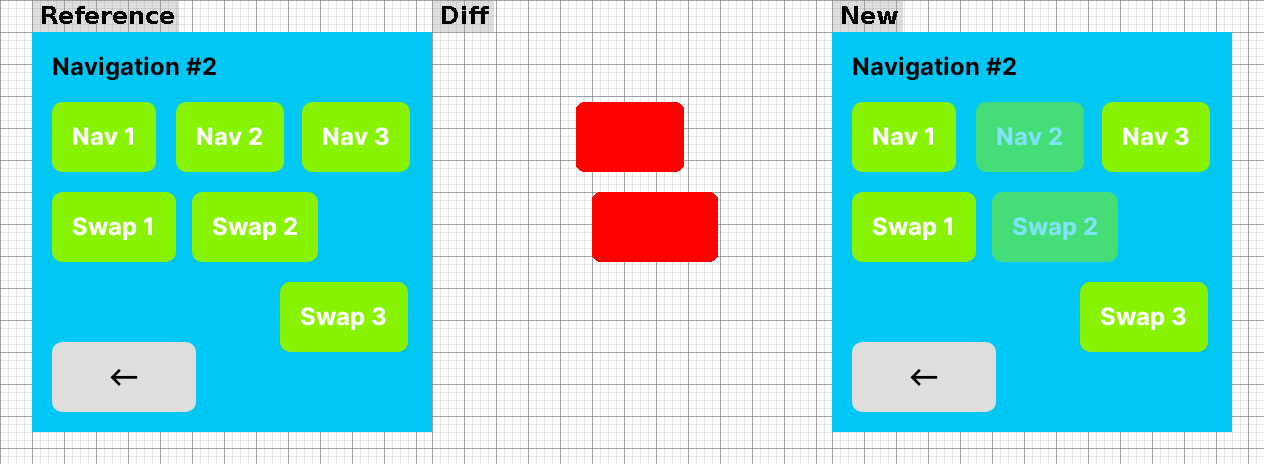 Reference Diff New
Navigation #2 Navigation #2
Nav 1 Nav 2 Nav 3 Nav 1 Nav 2 Nav 3
Swap 1 Swap 2 Swap 1 Swap 2
Swap 3 Swap 3
← ←